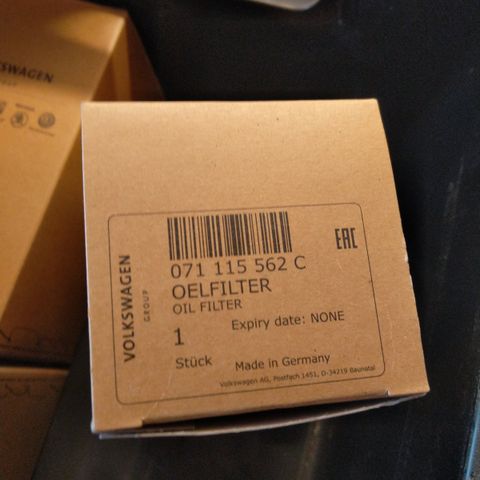 VOLKSWAGEN
GROUP
071 115 562 C
EAC
OELFILTER
OIL FILTER
Expiry date: NONE
1
Stück
Made in Germany
Volkswagen AG, Postfach 1451, D-34219 Baunatal